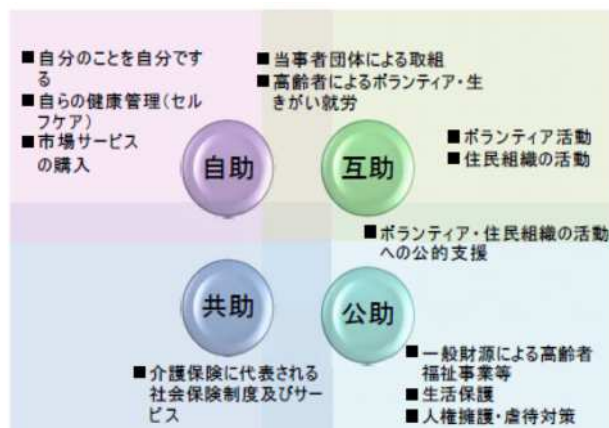 ■自分のことを自分です
る
■自らの健康管理(セル
フケア)
■市場サービス
の購入
■当事者団体による取組
■高齢者によるボランティア・生
きがい就労
自助
互助
■ボランティア活動
■住民組織の活動
■ボランティア・住民組織の活動
への公的支援
共助
公助
■介護保険に代表される
社会保険制度及びサー
ビス
■一般財源による高齢者
福祉事業等
■生活保護
■人権擁護・虐待対策